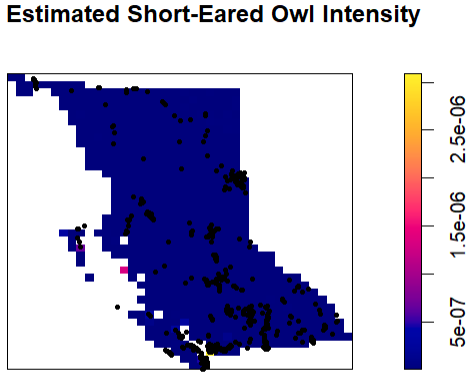 Estimated Short-Eared Owl Intensity
2.5e-06
1.5e-06
5e-07